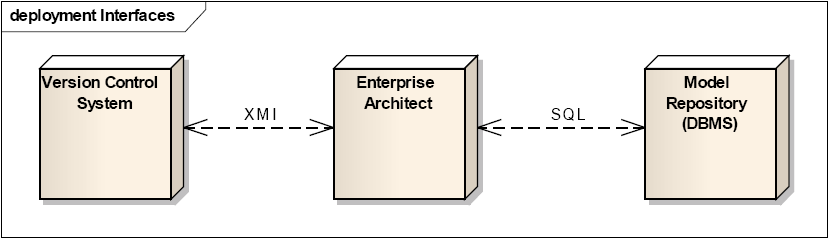 deployment Interfaces
Version Control
System
XMI
Enterprise
Architect
SQL
Model
Repository
(DBMS)